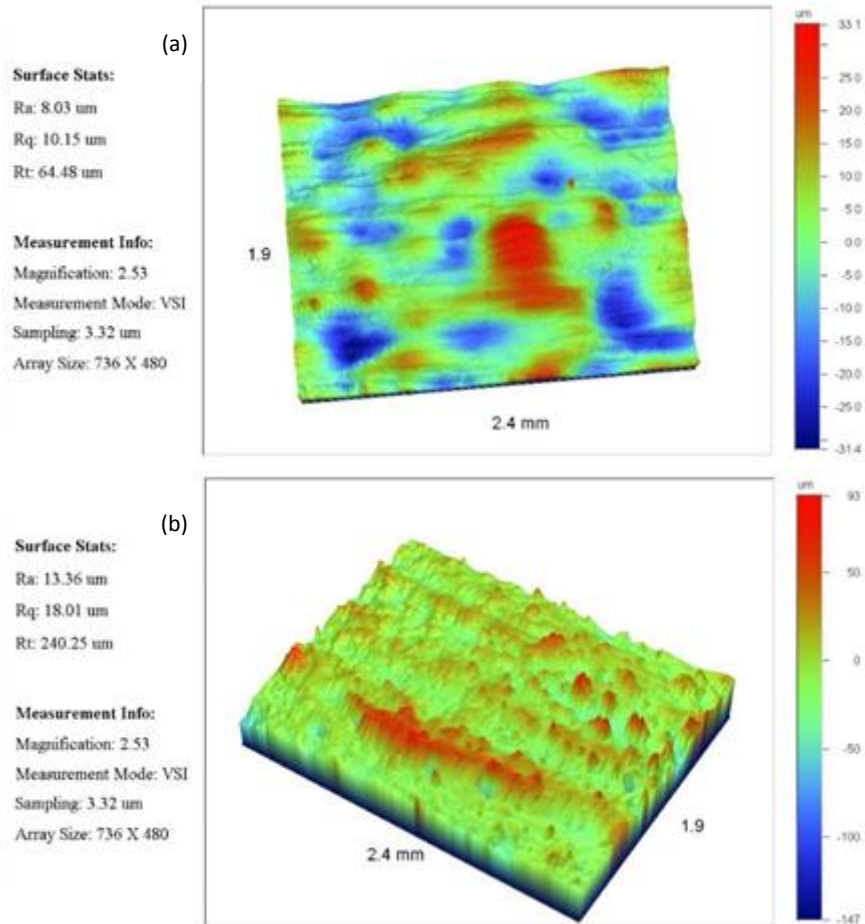 (a)
Surface Stats:
Ra: 8.03 um
Rq: 10.15 um
Rt: 64.48 um
Measurement Info:
Magnification: 2.53
Measurement Mode: VSI
Sampling: 3.32 um
Array Size: 736 X 480
1.9
2.4 mm
um
33.1
25.0
20.0
15.0
10.0
5.0
0.0
-5.0
-10.0
-15.0
-20.0
-25.0
-31.4
(b)
Surface Stats:
Ra: 13.36 um
Rq: 18.01 um
Rt: 240.25 um
Measurement Info:
Magnification: 2.53
Measurement Mode: VSI
Sampling: 3.32 um
Array Size: 736 X 480
2.4 mm
1.9
um
93
50
0
-50
-100
-147